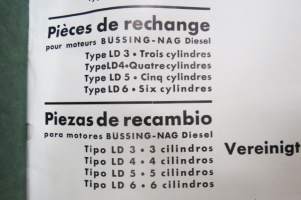 Pièces de rechange
pour moteurs BUSSING-NAG Diesel
Type LD 3 • Trois cylindres
Type LD4 • Quatre cylindres
Type LD 5 • Cinq cylindres
Type LD 6 • Six cylindres
Piezas de recambio
para motores BUSSING-NAG Diesel
Tipo LD 3 • 3 cilindros
Tipo LD 4 • 4 cilindros
Tipo LD 5 • 5 cilindros
Tipo LD 6 • 6 cilindros
Vereinigt